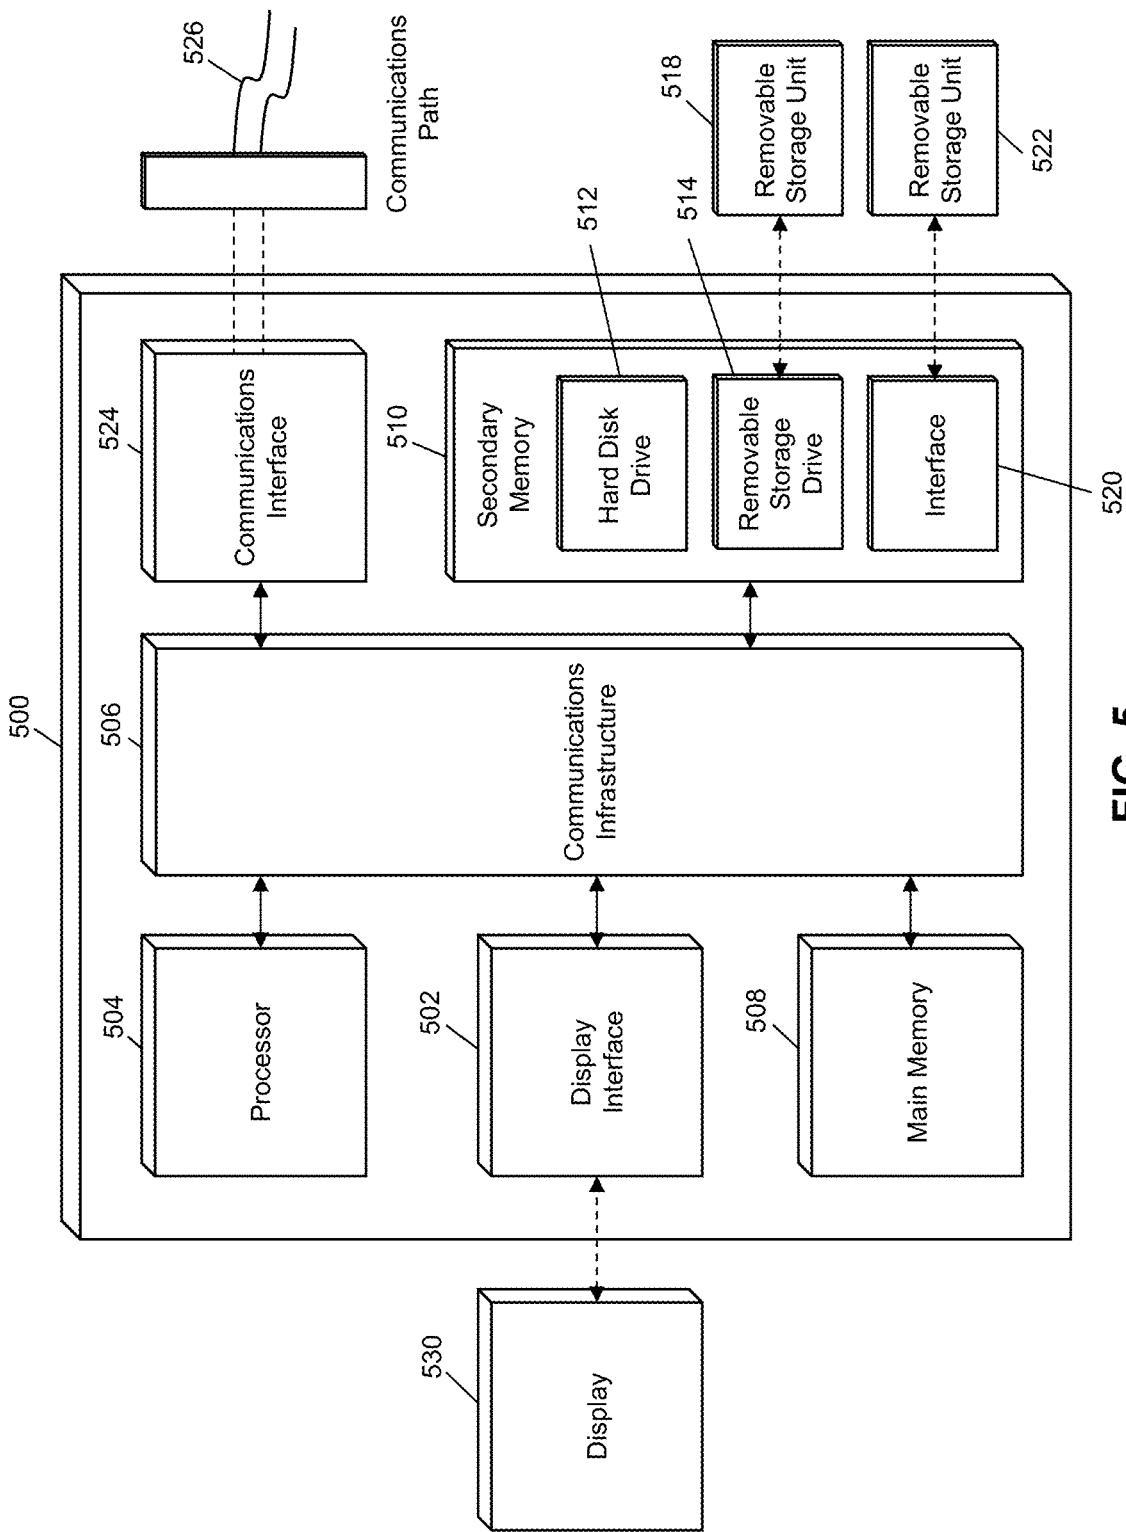 500
504
Processor
506
Communications
Infrastructure
524
Communications
Interface
526
Communications
Path
530
Display
502
Display
Interface
508
Main Memory
510
Secondary
Memory
512
Hard Disk
Drive
514
Removable
Storage
Drive
518
Removable
Storage Unit
520
Interface
522
Removable
Storage Unit
FIG. 5